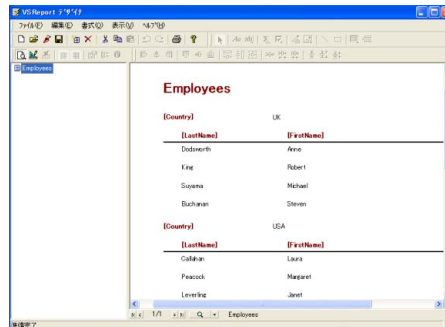 VSReport デザイナ
ファイル(F) 編集(E) 書式(O) 表示(V) ヘルプ(H)
Employees
Employees
[Country] UK
[LastName] [FirstName]
Dodsworth Anne
King Robert
Suyama Michael
Buchanan Steven
[Country] USA
[LastName] [FirstName]
Callahan Laura
Peacock Margaret
Leverling Janet
1/1 Employees
準備完了